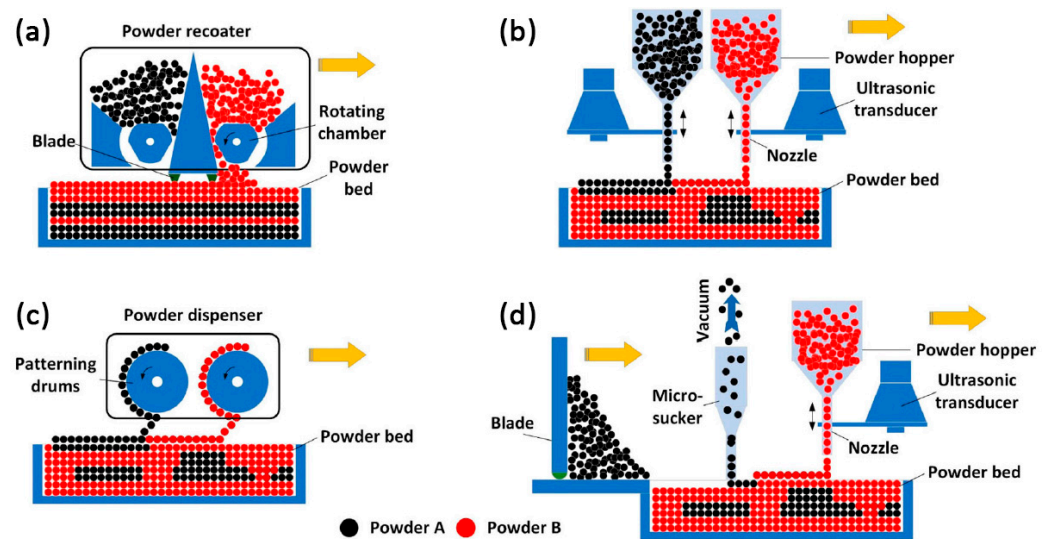 (a)
Powder recoater
Rotating
chamber
Blade
Powder
bed
(b)
Powder hopper
Ultrasonic
transducer
Nozzle
Powder bed
(c)
Powder dispenser
Patterning
drums
Powder bed
(d)
Vacuum
Powder hopper
Micro-
sucker
Ultrasonic
transducer
Blade
Nozzle
Powder bed
Powder A
Powder B